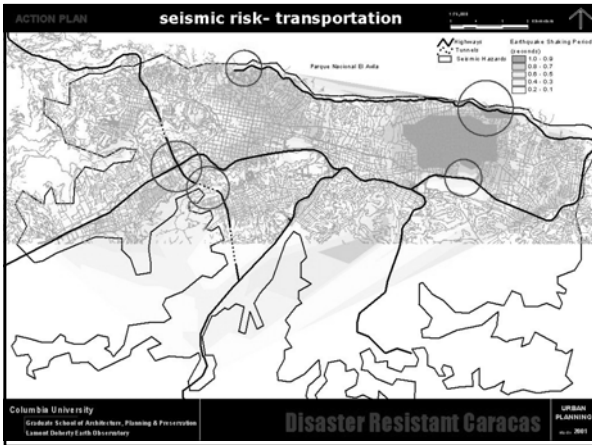 ACTION PLAN
seismic risk- transportation
Parque Nacional El Avila
Highways
Tunnels
Seismic Hazards
Earthquake Shaking Period
(seconds)
1.0 - 0.9
0.8 - 0.7
0.6 - 0.5
0.4 - 0.3
0.2 - 0.1
Columbia University
Graduate School of Architecture, Planning & Preservation
Lamont Doherty Earth Observatory
Disaster Resistant Caracas
URBAN
PLANNING
2001